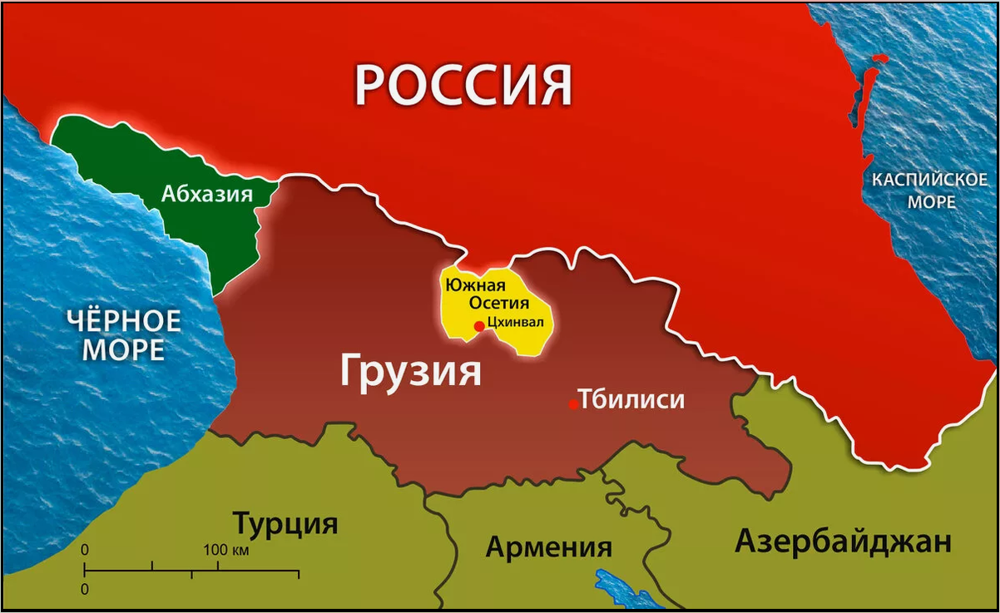 РОССИЯ
Абхазия
КАСПИЙСКОЕ
МОРЕ
Южная
Осетия
Цхинвал
ЧЁРНОЕ
МОРЕ
Грузия
Тбилиси
Турция
Армения
Азербайджан
0 100 км
0